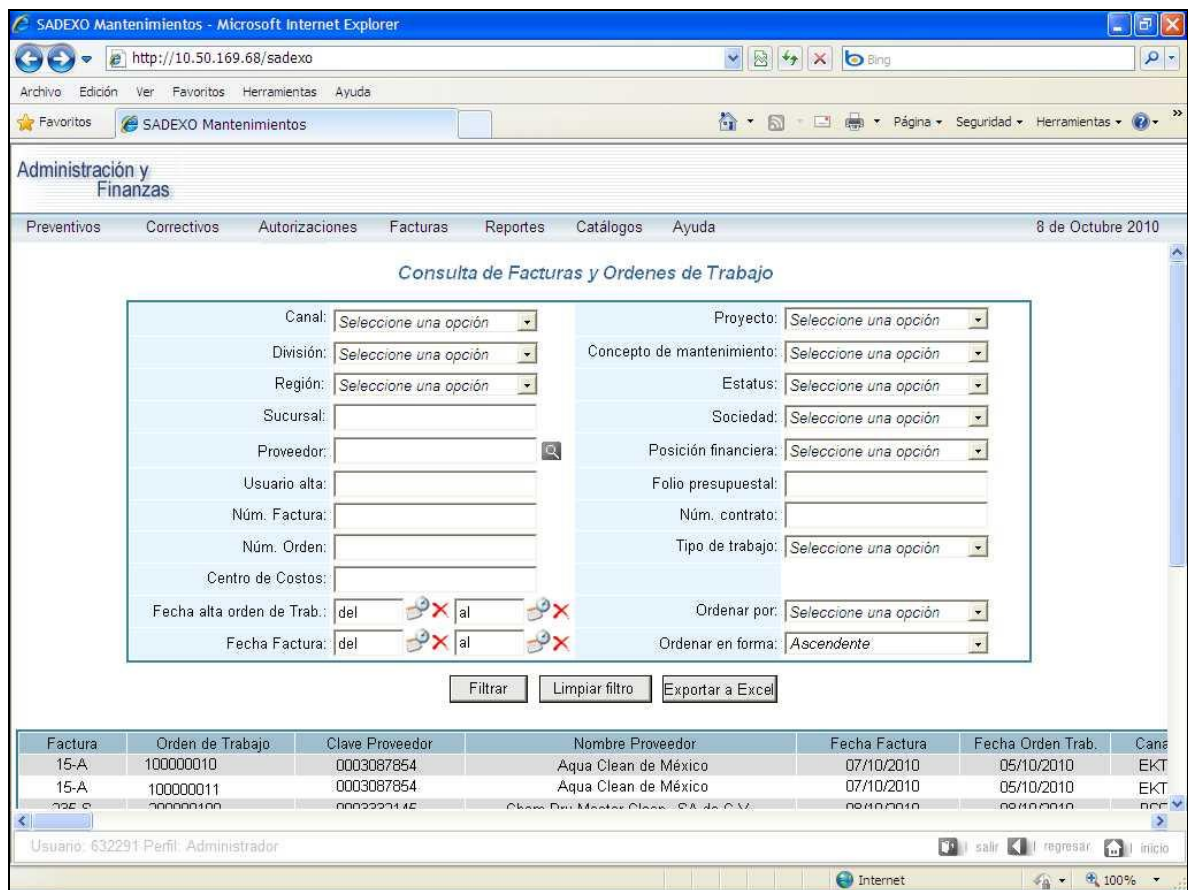 SADEXO Mantenimientos - Microsoft Internet Explorer
http://10.50.169.68/sadexo
Bing
Archivo Edición Ver Favoritos Herramientas Ayuda
Favoritos SADEXO Mantenimientos Página Seguridad Herramientas »
Administración y
Finanzas
Preventivos Correctivos Autorizaciones Facturas Reportes Catálogos Ayuda 8 de Octubre 2010
Consulta de Facturas y Ordenes de Trabajo
Canal: Seleccione una opción Proyecto: Seleccione una opción
División: Seleccione una opción Concepto de mantenimiento: Seleccione una opción
Región: Seleccione una opción Estatus: Seleccione una opción
Sucursal: Sociedad: Seleccione una opción
Proveedor: Posición financiera: Seleccione una opción
Usuario alta: Folio presupuestal:
Núm. Factura: Núm. contrato:
Núm. Orden: Tipo de trabajo: Seleccione una opción
Centro de Costos:
Fecha alta orden de Trab.: del al Ordenar por: Seleccione una opción
Fecha Factura: del al Ordenar en forma: Ascendente
Filtrar Limpiar filtro Exportar a Excel
Factura Orden de Trabajo Clave Proveedor Nombre Proveedor Fecha Factura Fecha Orden Trab. Cana
15-A 100000010 0003087854 Aqua Clean de México 07/10/2010 05/10/2010 EKT
15-A 100000011 0003087854 Aqua Clean de México 07/10/2010 05/10/2010 EKT
Usuario: 632291 Perfil: Administrador salir regresar inicio
Internet 100%